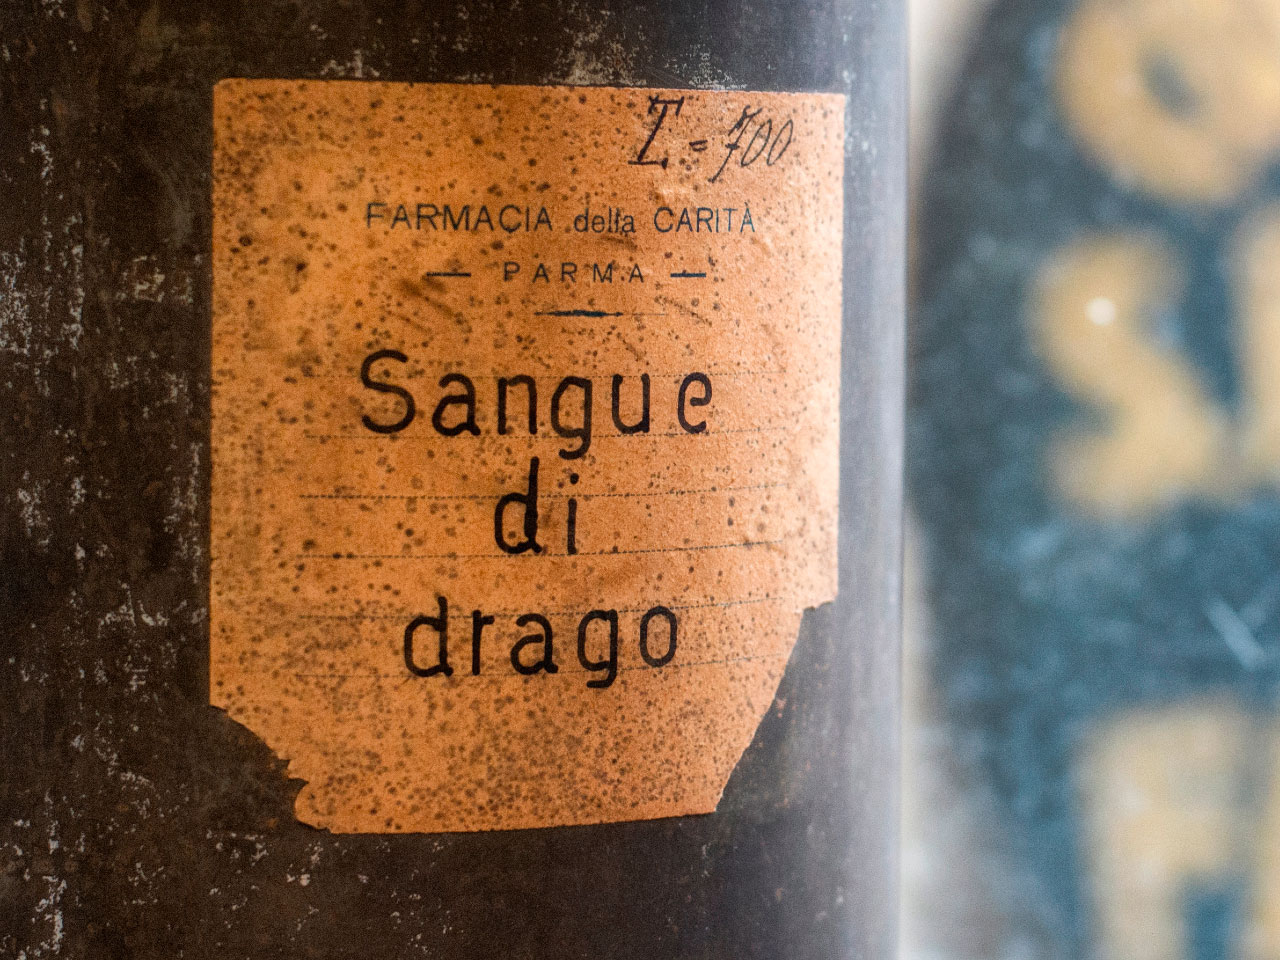 T = 700
FARMACIA della CARITÀ
PARMA
Sangue
di
drago